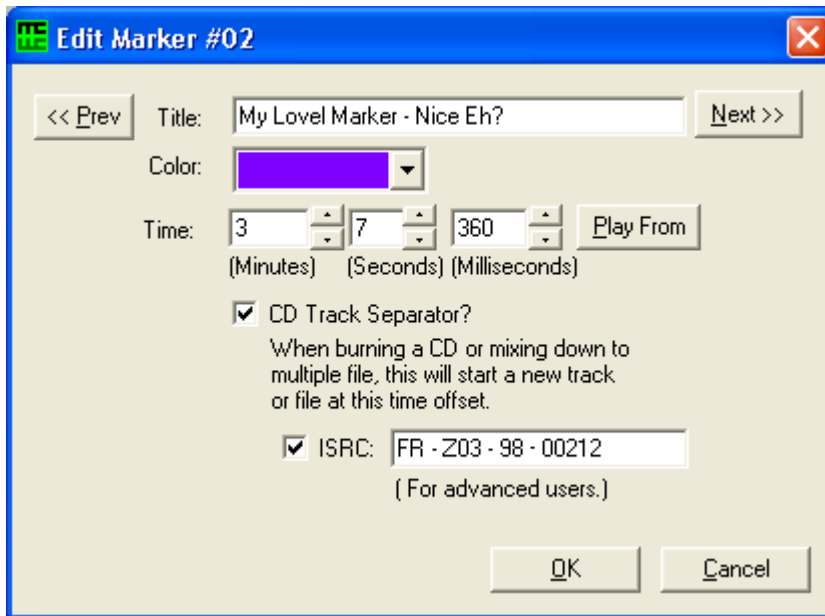 Edit Marker #02
<< Prev Title: My Lovel Marker - Nice Eh? Next >>
Color:
Time: 3 7 360 Play From
(Minutes) (Seconds) (Milliseconds)
CD Track Separator?
When burning a CD or mixing down to
multiple file, this will start a new track
or file at this time offset.
ISRC: FR - Z03 - 98 - 00212
( For advanced users.)
OK Cancel